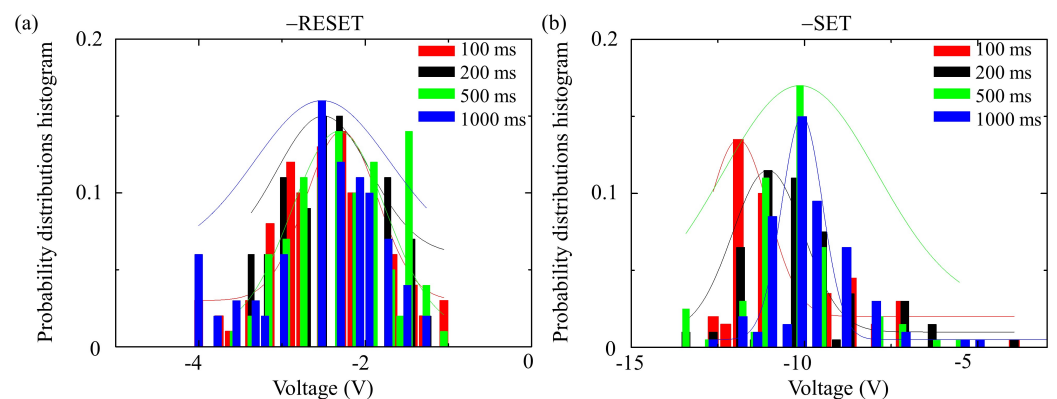 (a)
−RESET
Probability distributions histogram
0.2
0.1
0
100 ms
200 ms
500 ms
1000 ms
-4
-2
0
Voltage (V)
(b)
−SET
Probability distributions histogram
0.2
0.1
0
100 ms
200 ms
500 ms
1000 ms
-15
-10
-5
Voltage (V)